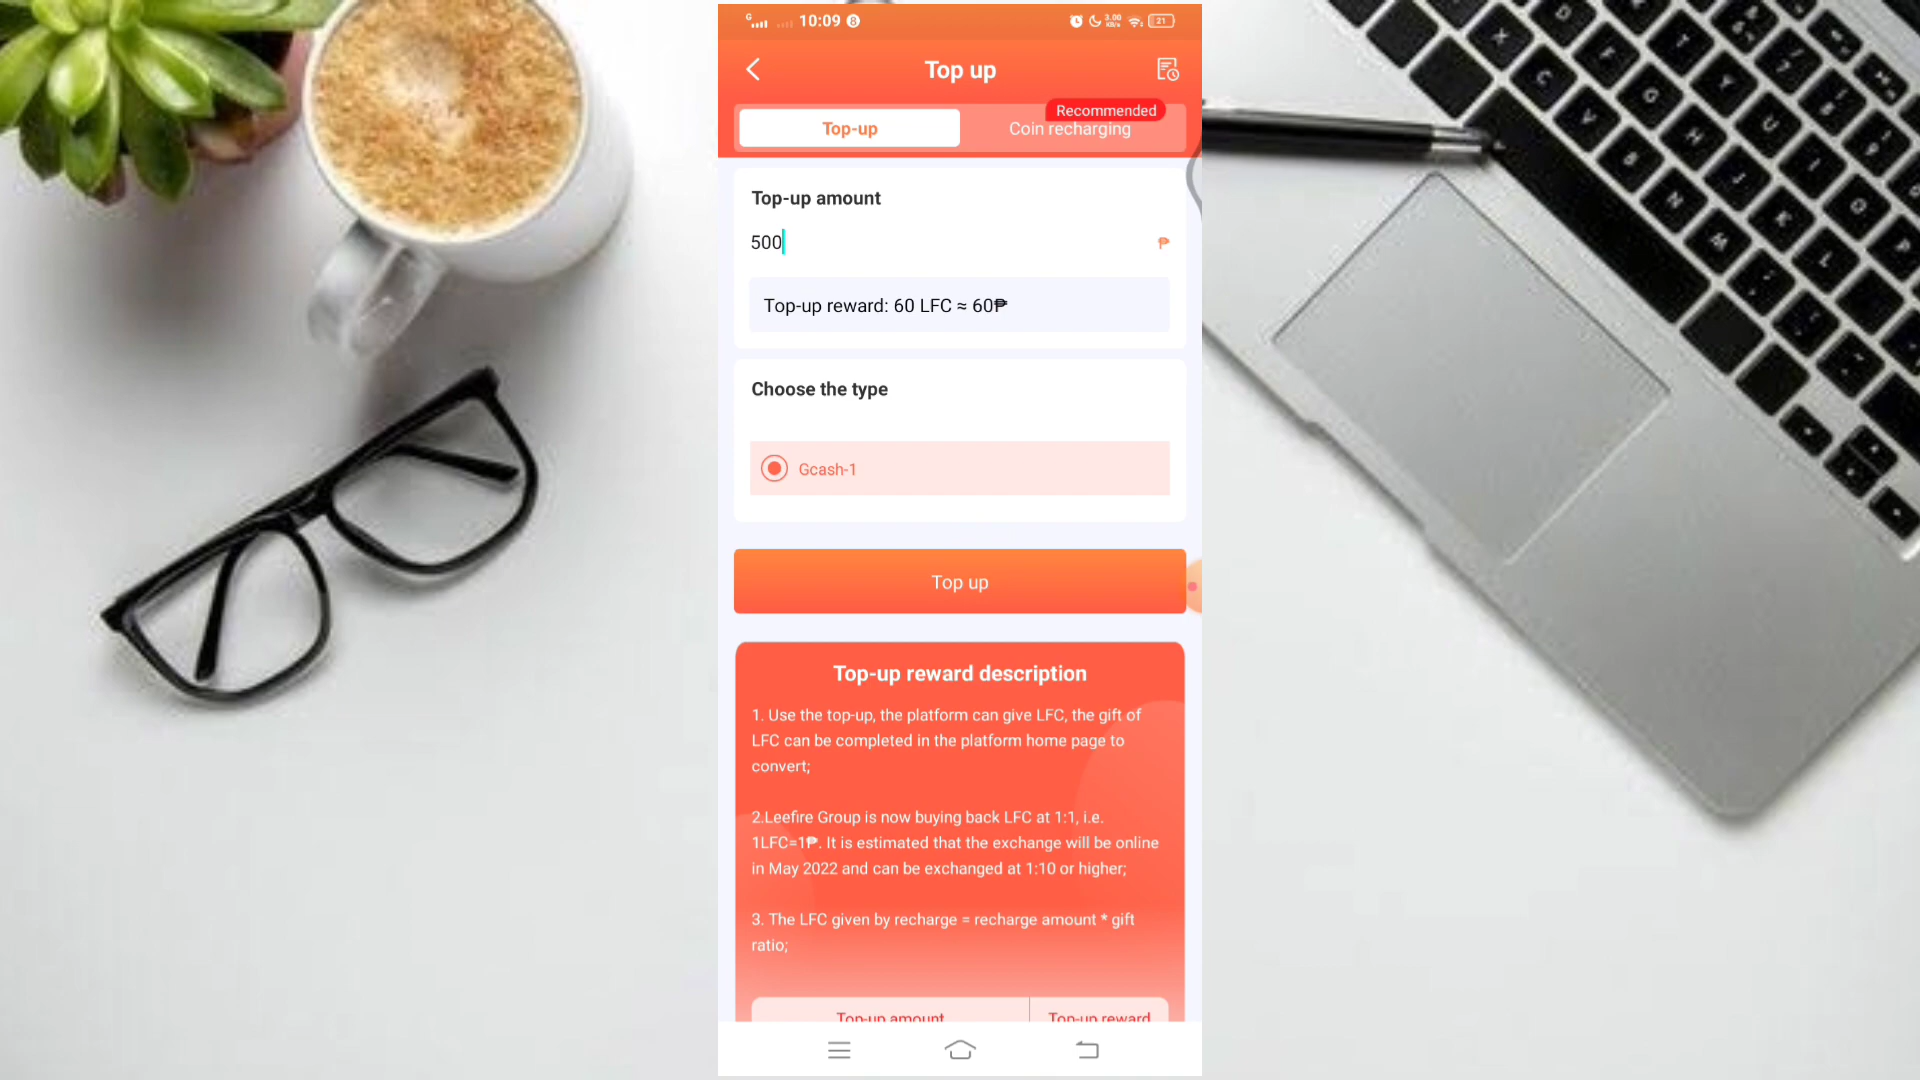 10:09
21
Top up
Recommended
Top-up
Coin recharging
Top-up amount
500
₱
Top-up reward: 60 LFC ≈ 60₱
Choose the type
Gcash-1
Top up
Top-up reward description
1. Use the top-up, the platform can give LFC, the gift of
LFC can be completed in the platform home page to
convert;
2.Leefire Group is now buying back LFC at 1:1, i.e.
1LFC=1₱. It is estimated that the exchange will be online
in May 2022 and can be exchanged at 1:10 or higher;
3. The LFC given by recharge = recharge amount * gift
ratio;
Top-up amount
Top-up reward